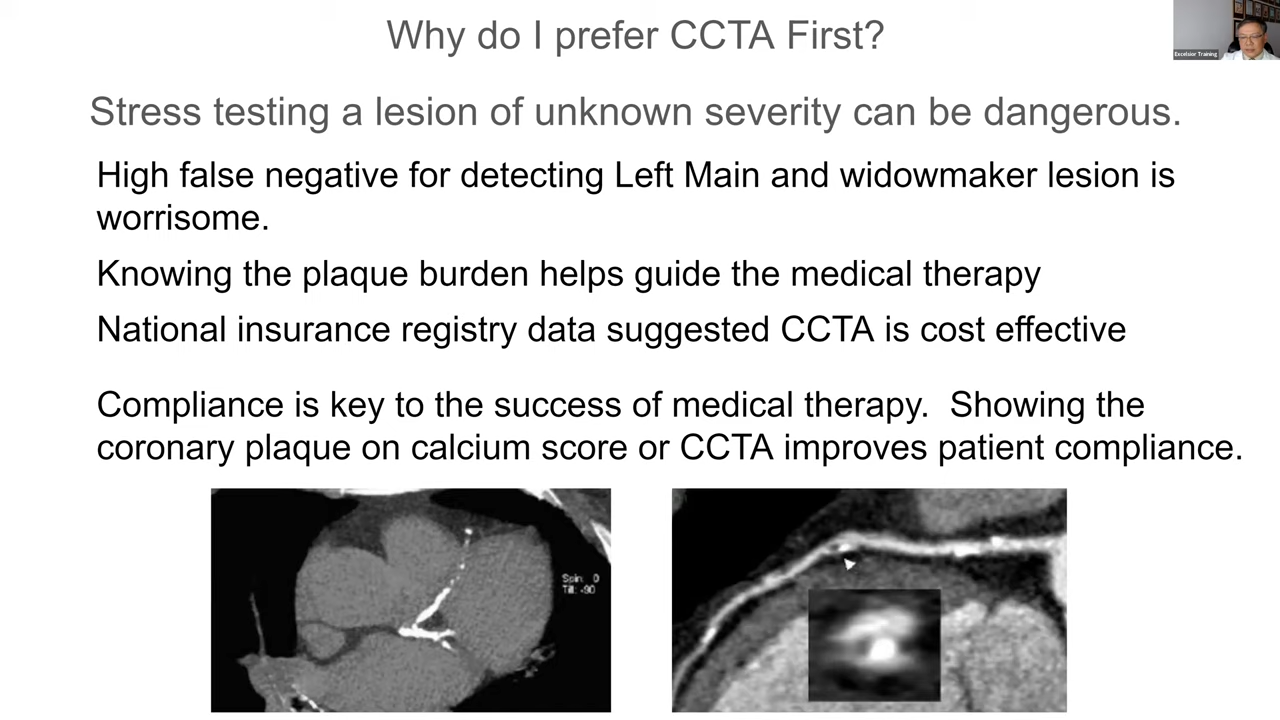 Why do I prefer CCTA First?
Excelsior Training
Stress testing a lesion of unknown severity can be dangerous.
High false negative for detecting Left Main and widowmaker lesion is
worrisome.
Knowing the plaque burden helps guide the medical therapy
National insurance registry data suggested CCTA is cost effective
Compliance is key to the success of medical therapy.  Showing the
coronary plaque on calcium score or CCTA improves patient compliance.
Spin: 0
Tilt: -90